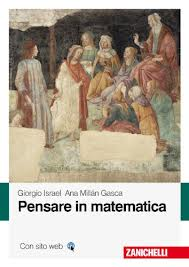 Giorgio Israel Ana Millán Gasca
Pensare in matematica
Con sito web
ZANICHELLI